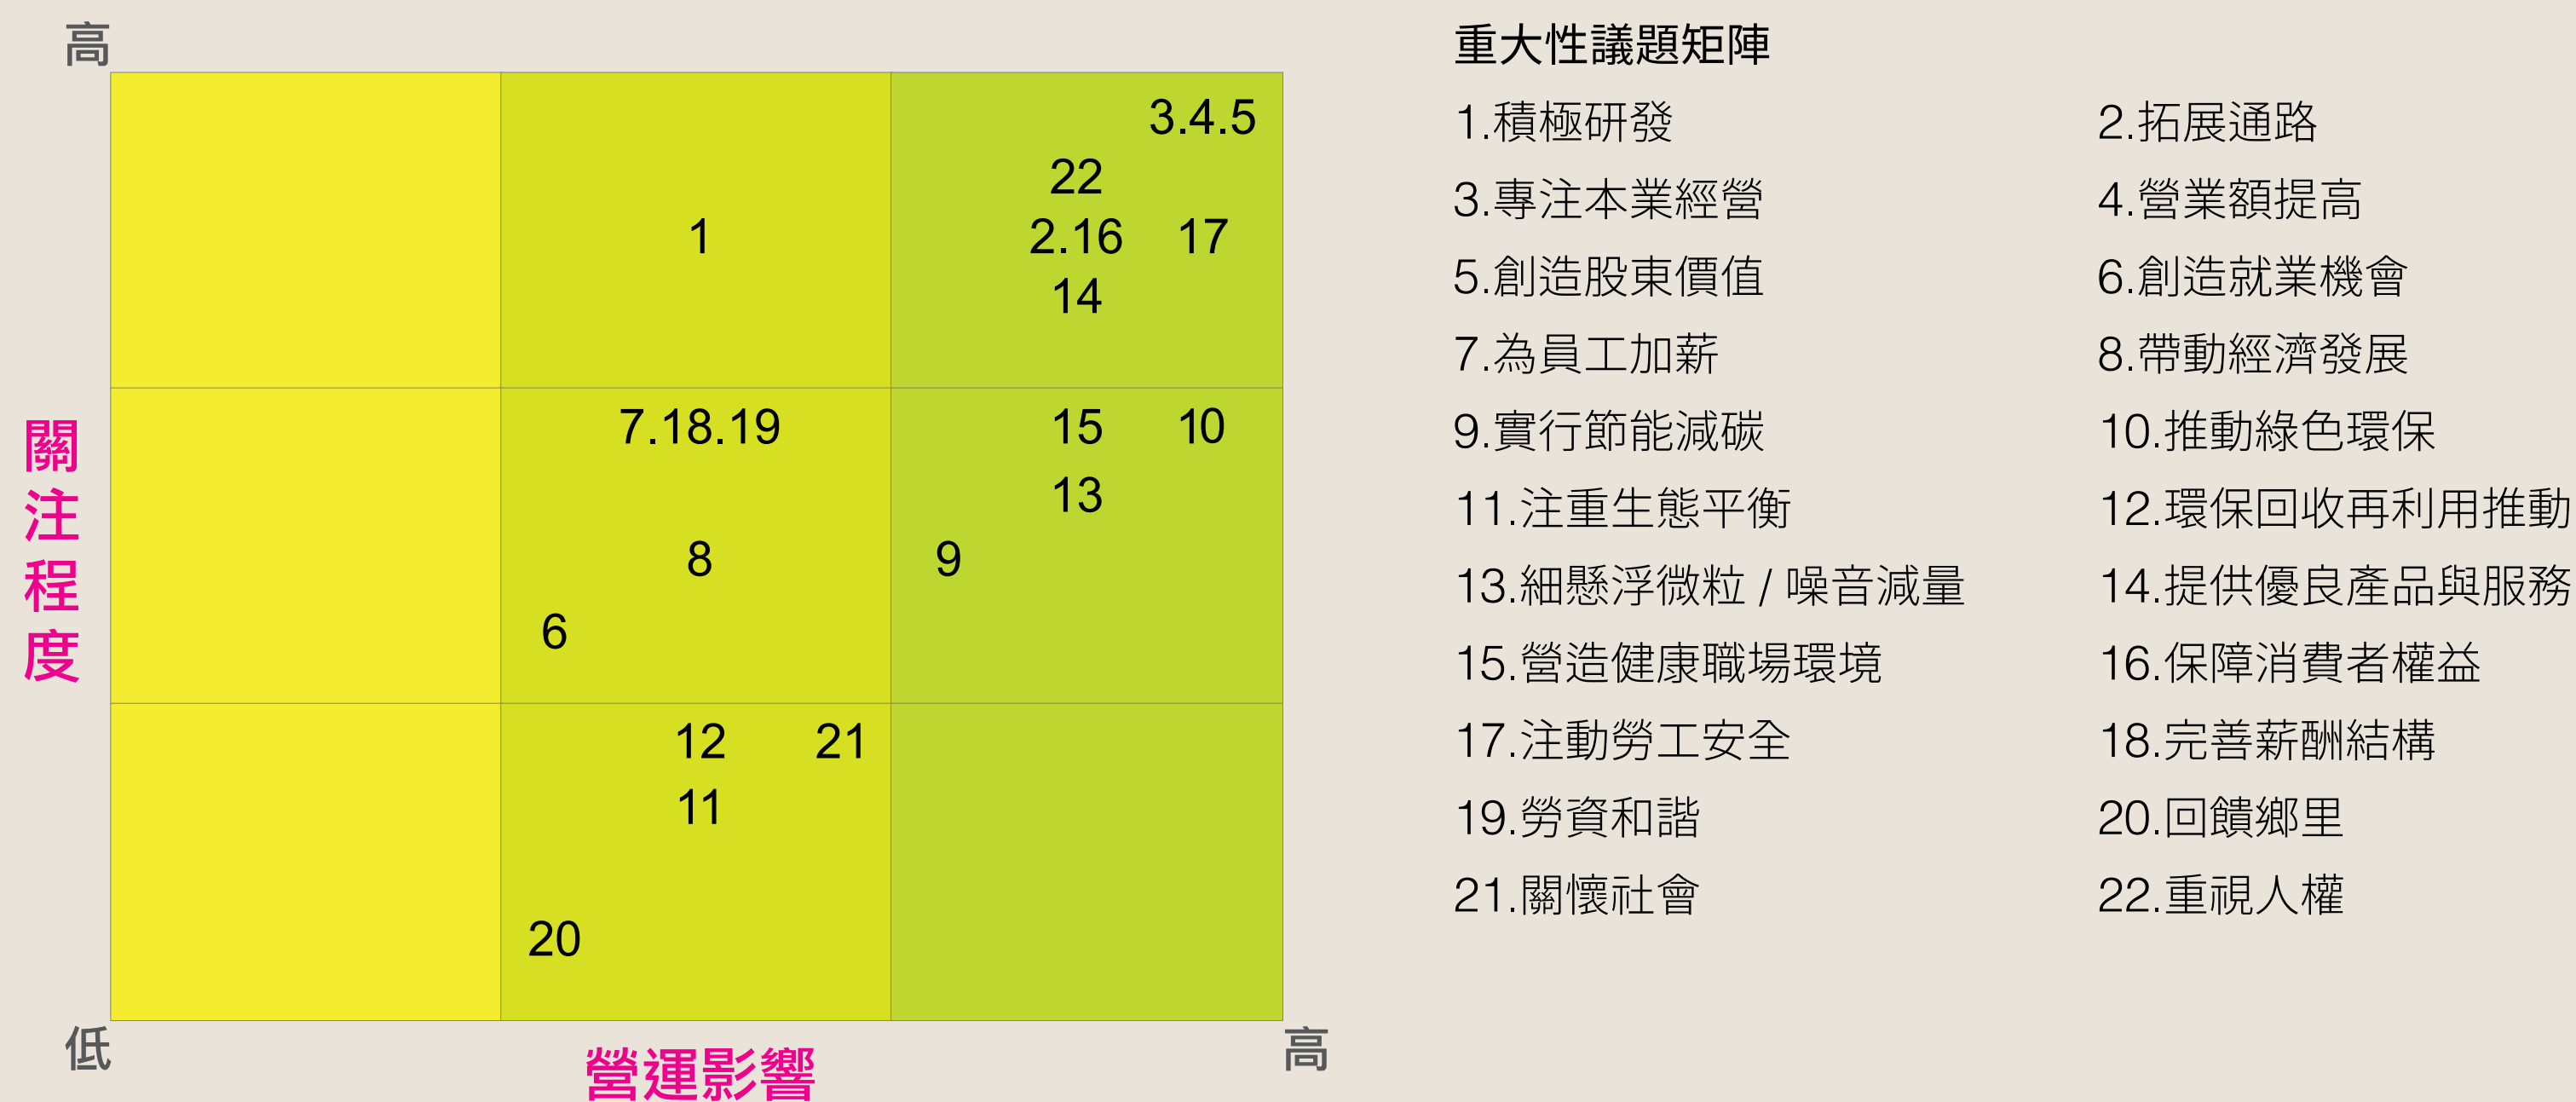 高
3.4.5
22
1
2.16
17
14
7.18.19
15
10
13
8
9
6
12
21
11
20
關注程度
低
營運影響
高
重大性議題矩陣
1.積極研發
2.拓展通路
3.專注本業經營
4.營業額提高
5.創造股東價值
6.創造就業機會
7.為員工加薪
8.帶動經濟發展
9.實行節能減碳
10.推動綠色環保
11.注重生態平衡
12.環保回收再利用推動
13.細懸浮微粒 / 噪音減量
14.提供優良產品與服務
15.營造健康職場環境
16.保障消費者權益
17.注動勞工安全
18.完善薪酬結構
19.勞資和諧
20.回饋鄉里
21.關懷社會
22.重視人權